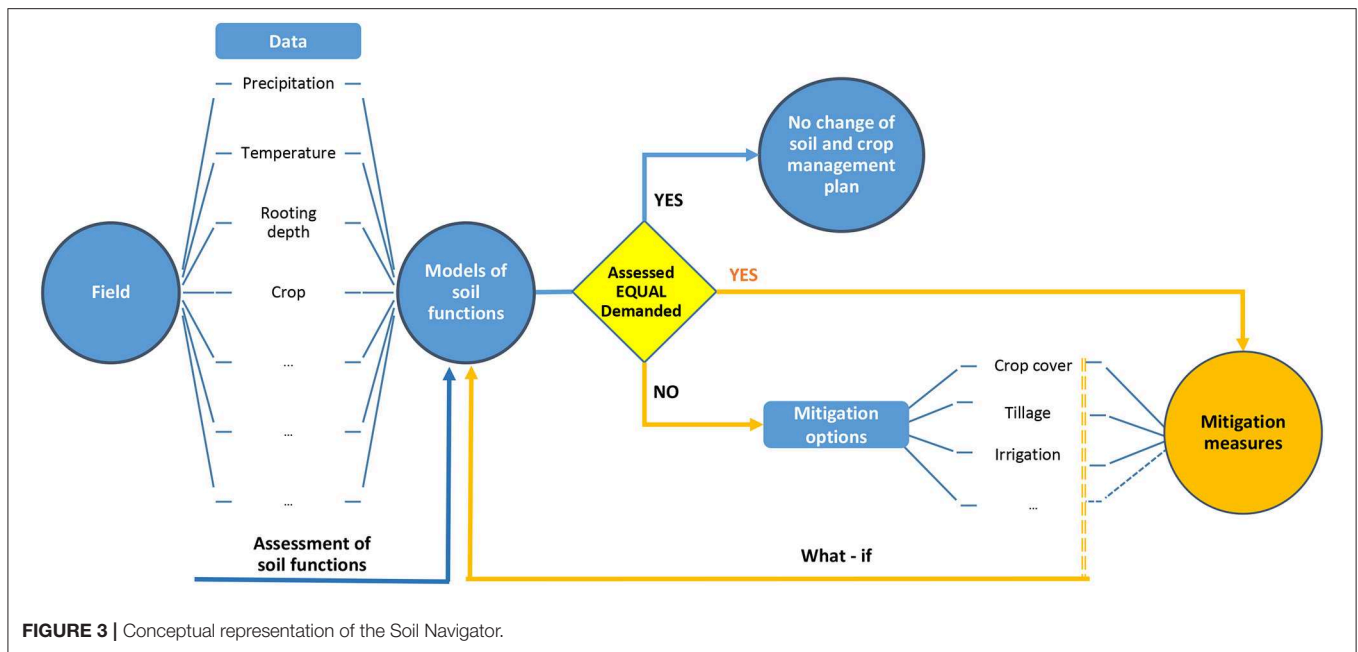 Data
Precipitation
Temperature
Rooting
depth
Crop
...
...
...
Field
Models of
soil
functions
Assessment of
soil functions
Assessed
EQUAL
Demanded
YES
No change of
soil and crop
management
plan
YES
NO
Mitigation
options
Crop cover
Tillage
Irrigation
...
Mitigation
measures
What - if
FIGURE 3 | Conceptual representation of the Soil Navigator.